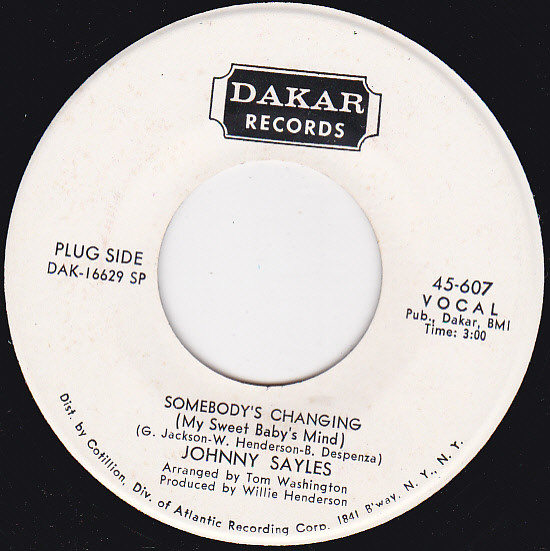 DAKAR
RECORDS
PLUG SIDE
DAK-16629 SP
45-607
VOCAL
Pub., Dakar, BMI
Time: 3:00
SOMEBODY'S CHANGING
(My Sweet Baby's Mind)
(G. Jackson-W. Henderson-B. Despenza)
JOHNNY SAYLES
Arranged by Tom Washington
Produced by Willie Henderson
Dist. by Cotillion, Div. of Atlantic Recording Corp. 1841 B'way, N. Y., N. Y.